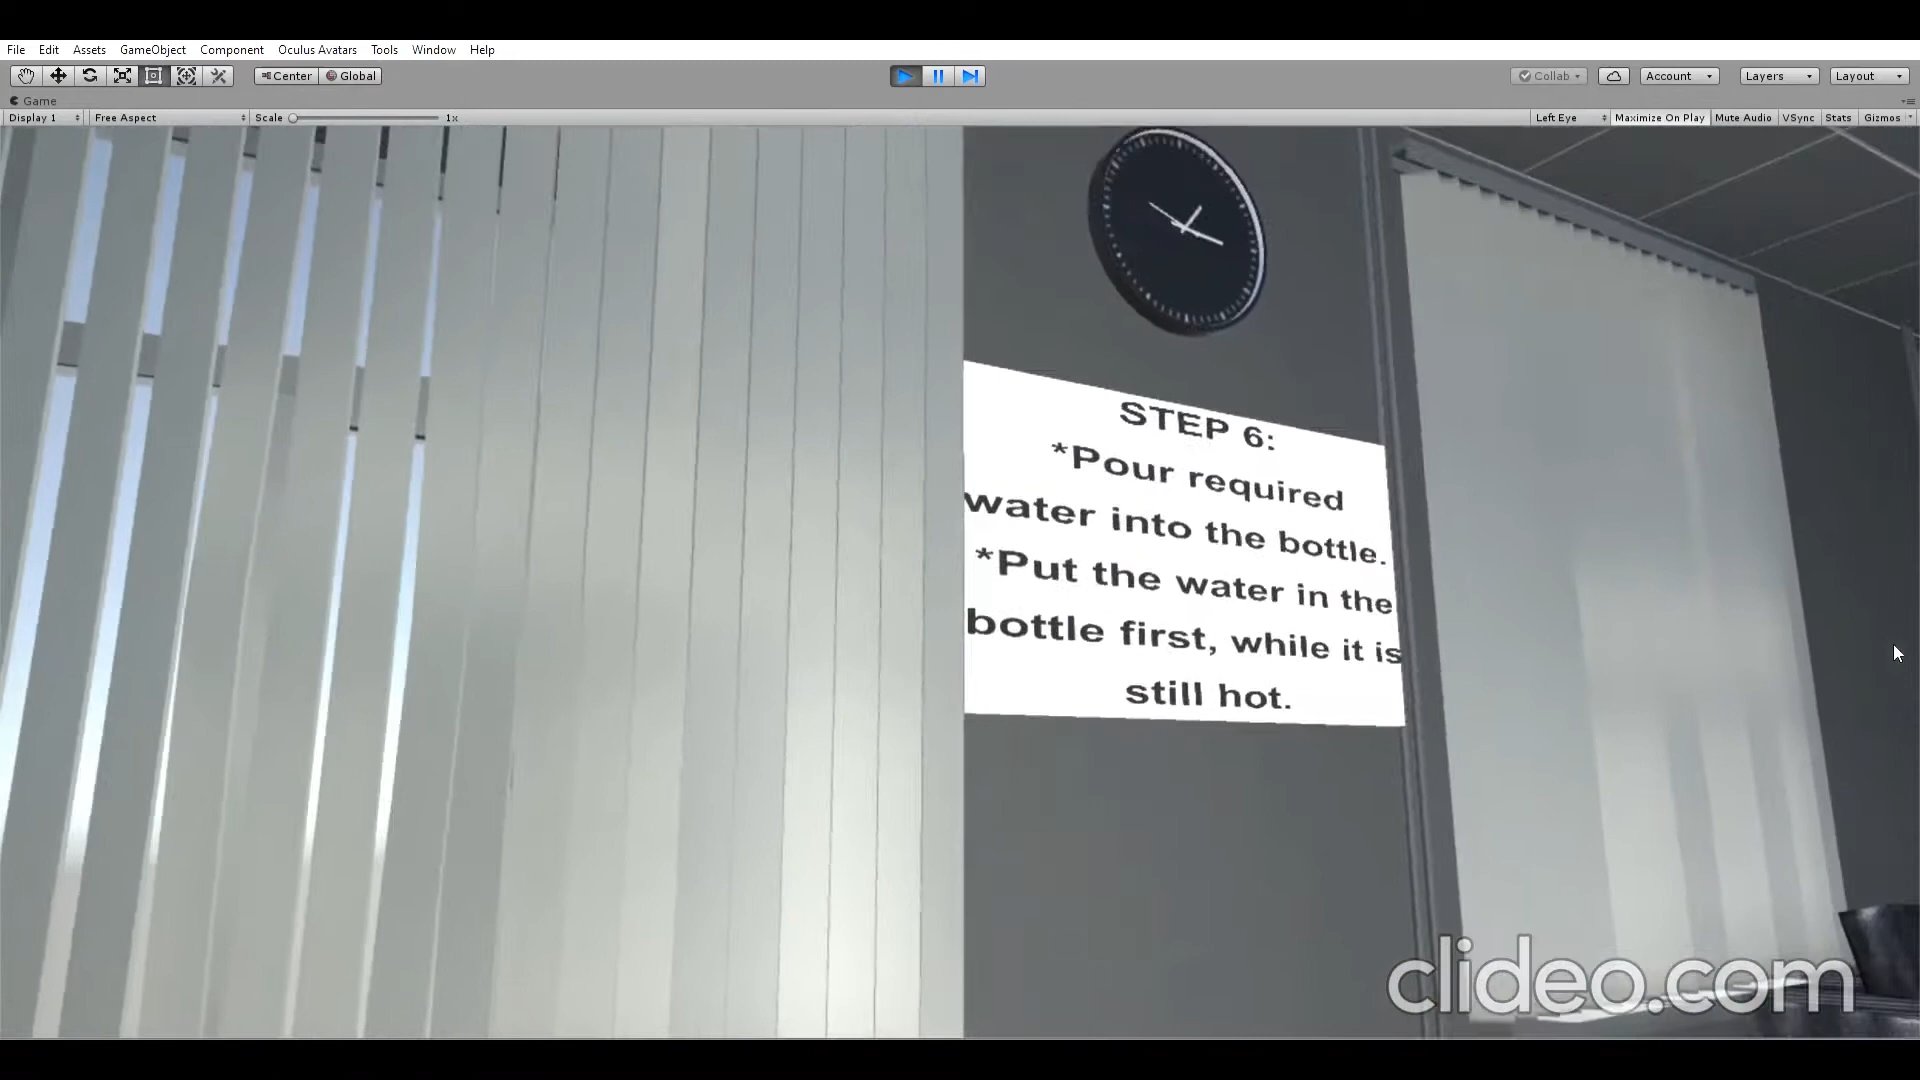 File Edit Assets GameObject Component Oculus Avatars Tools Window Help
Center Global Collab Account Layers Layout
Game
Display 1 Free Aspect Scale 1x Left Eye Maximize On Play Mute Audio VSync Stats Gizmos
STEP 6:
*Pour required
water into the bottle.
*Put the water in the
bottle first, while it is
still hot.
clideo.com